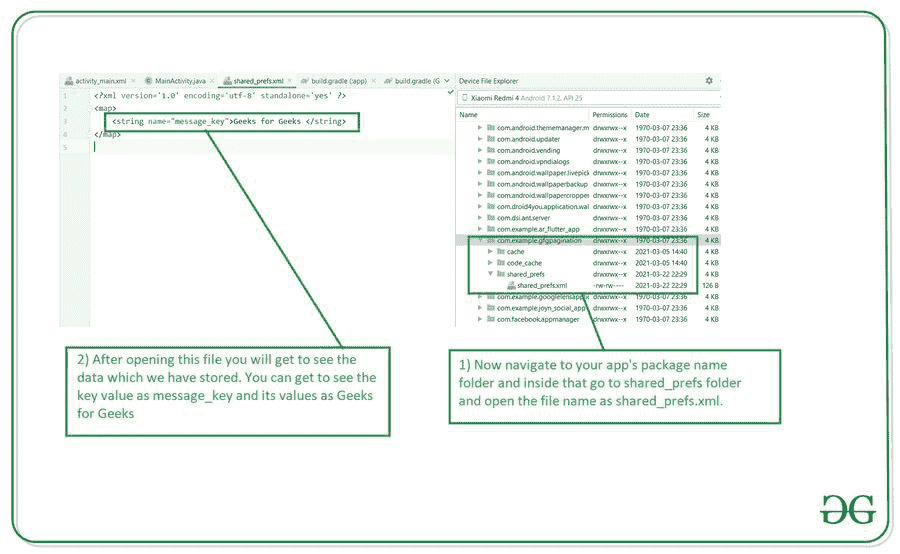 activity_main.xml
MainActivity.java
shared_prefs.xml
build.gradle (:app)
build.gradle (G
1 <?xml version='1.0' encoding='utf-8' standalone='yes' ?>
2 <map>
3 <string name="message_key">Geeks for Geeks </string>
4 </map>
5
Device File Explorer
Xiaomi Redmi 4 Android 7.1.2, API 25
Name Permissions Date Size
com.android.thememanager.m drwxrwx--x 1970-03-07 23:36 4 KB
com.android.updater drwxrwx--x 1970-03-07 23:36 4 KB
com.android.vending drwxrwx--x 1970-03-07 23:36 4 KB
com.android.vpndialogs drwxrwx--x 1970-03-07 23:36 4 KB
com.android.wallpaper.livepick drwxrwx--x 1970-03-07 23:36 4 KB
com.android.wallpaperbackup drwxrwx--x 1970-03-07 23:36 4 KB
com.android.wallpapercropper drwxrwx--x 1970-03-07 23:36 4 KB
com.droid4you.application.wal drwxrwx--x 1970-03-07 23:36 4 KB
com.dsi.ant.server drwxrwx--x 1970-03-07 23:36 4 KB
com.example.ar_flutter_app drwxrwx--x 1970-03-07 23:36 4 KB
com.example.gfgpagination drwxrwx--x 1970-03-07 23:36 4 KB
cache drwxrwx--x 2021-03-05 14:40 4 KB
code_cache drwxrwx--x 2021-03-05 14:40 4 KB
shared_prefs drwxrwx--x 2021-03-22 22:29 4 KB
shared_prefs.xml -rw-rw---- 2021-03-22 22:29 126 B
com.example.googlelensappli drwxrwx--x 1970-03-07 23:36 4 KB
com.example.joyn_social_app drwxrwx--x 1970-03-07 23:36 4 KB
com.facebook.appmanager drwxrwx--x 1970-03-07 23:36 4 KB
2) After opening this file you will get to see the
data which we have stored. You can get to see the
key value as message_key and its values as Geeks
for Geeks
1) Now navigate to your app's package name
folder and inside that go to shared_prefs folder
and open the file name as shared_prefs.xml.